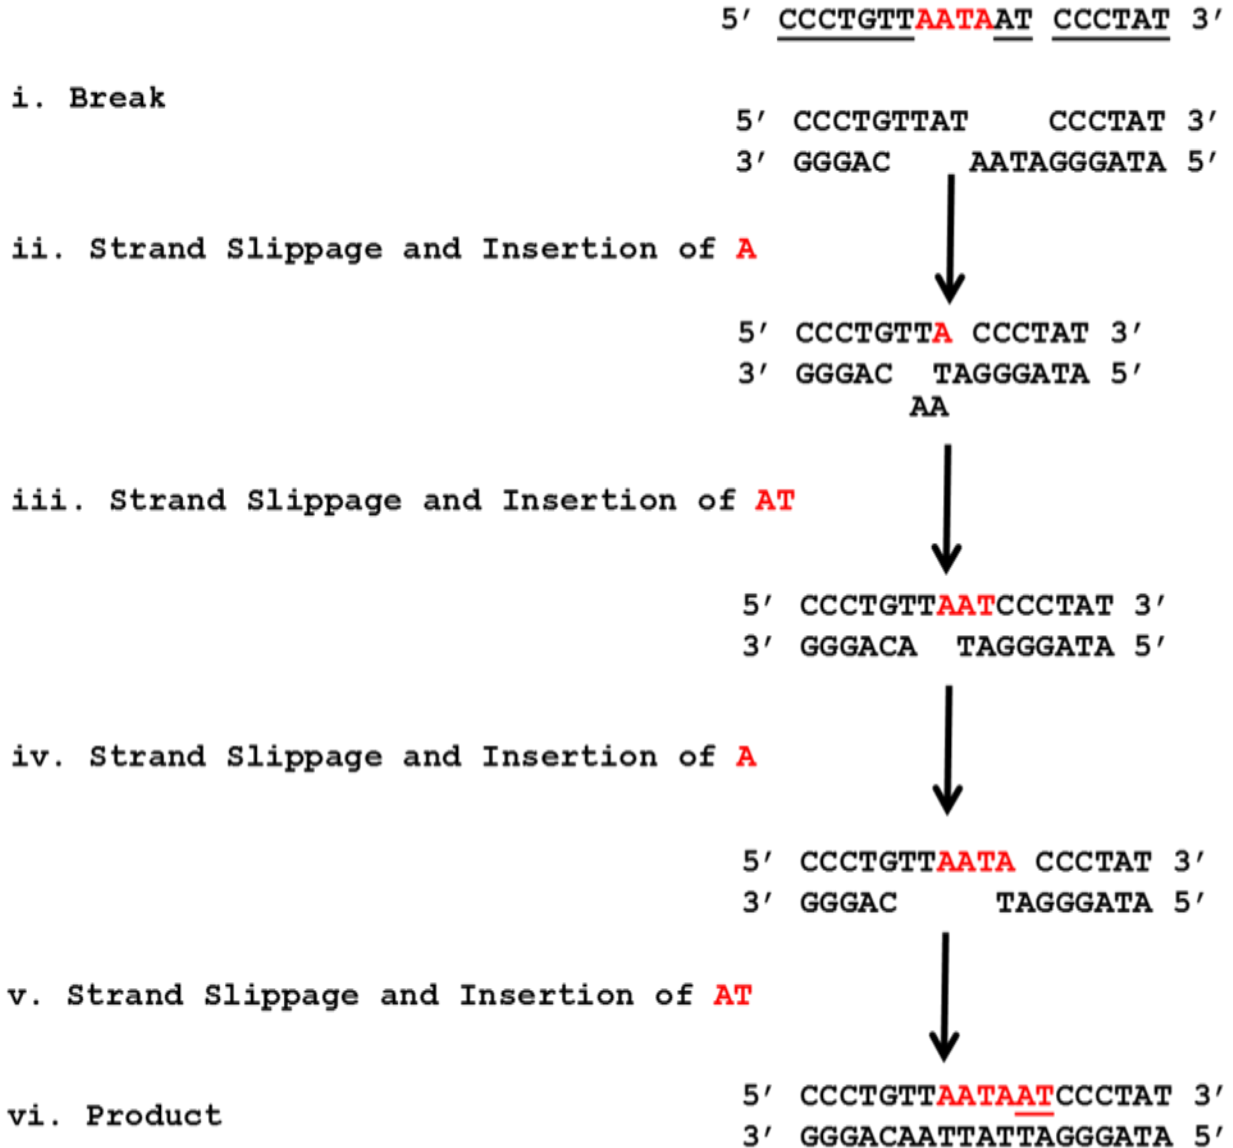 5′ CCCTGTTAATAAT CCCTAT 3′
i. Break
5′ CCCTGTTAT CCCTAT 3′
3′ GGGAC AATAGGGATA 5′
ii. Strand Slippage and Insertion of A
5′ CCCTGTTA CCCTAT 3′
3′ GGGAC TAGGGATA 5′
AA
iii. Strand Slippage and Insertion of AT
5′ CCCTGTTAATCCCTAT 3′
3′ GGGACA TAGGGATA 5′
iv. Strand Slippage and Insertion of A
5′ CCCTGTTAATA CCCTAT 3′
3′ GGGAC TAGGGATA 5′
v. Strand Slippage and Insertion of AT
5′ CCCTGTTAATAATCCCTAT 3′
vi. Product
3′ GGGACAATTATTAGGGATA 5′